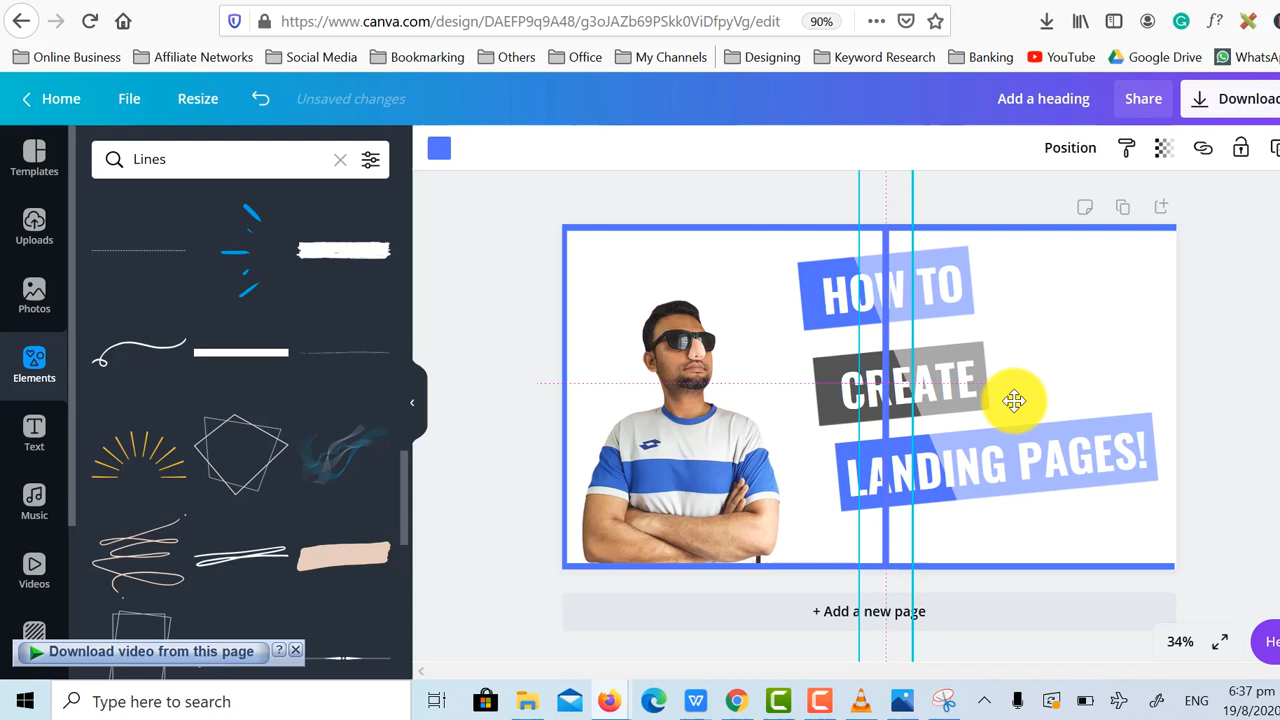 https://www.canva.com/design/DAEFP9q9A48/g3oJAZb69PSkk0ViDfpyVg/edit
90%
Online Business
Affiliate Networks
Social Media
Bookmarking
Others
Office
My Channels
Designing
Keyword Research
Banking
YouTube
Google Drive
WhatsA
Home
File
Resize
Unsaved changes
Add a heading
Share
Download
Templates
Lines
Position
Uploads
Photos
Elements
Text
Music
Videos
HOW TO
CREATE
LANDING PAGES!
+ Add a new page
34%
He
Download video from this page
?
Type here to search
ENG
6:37 pm
19/8/2020